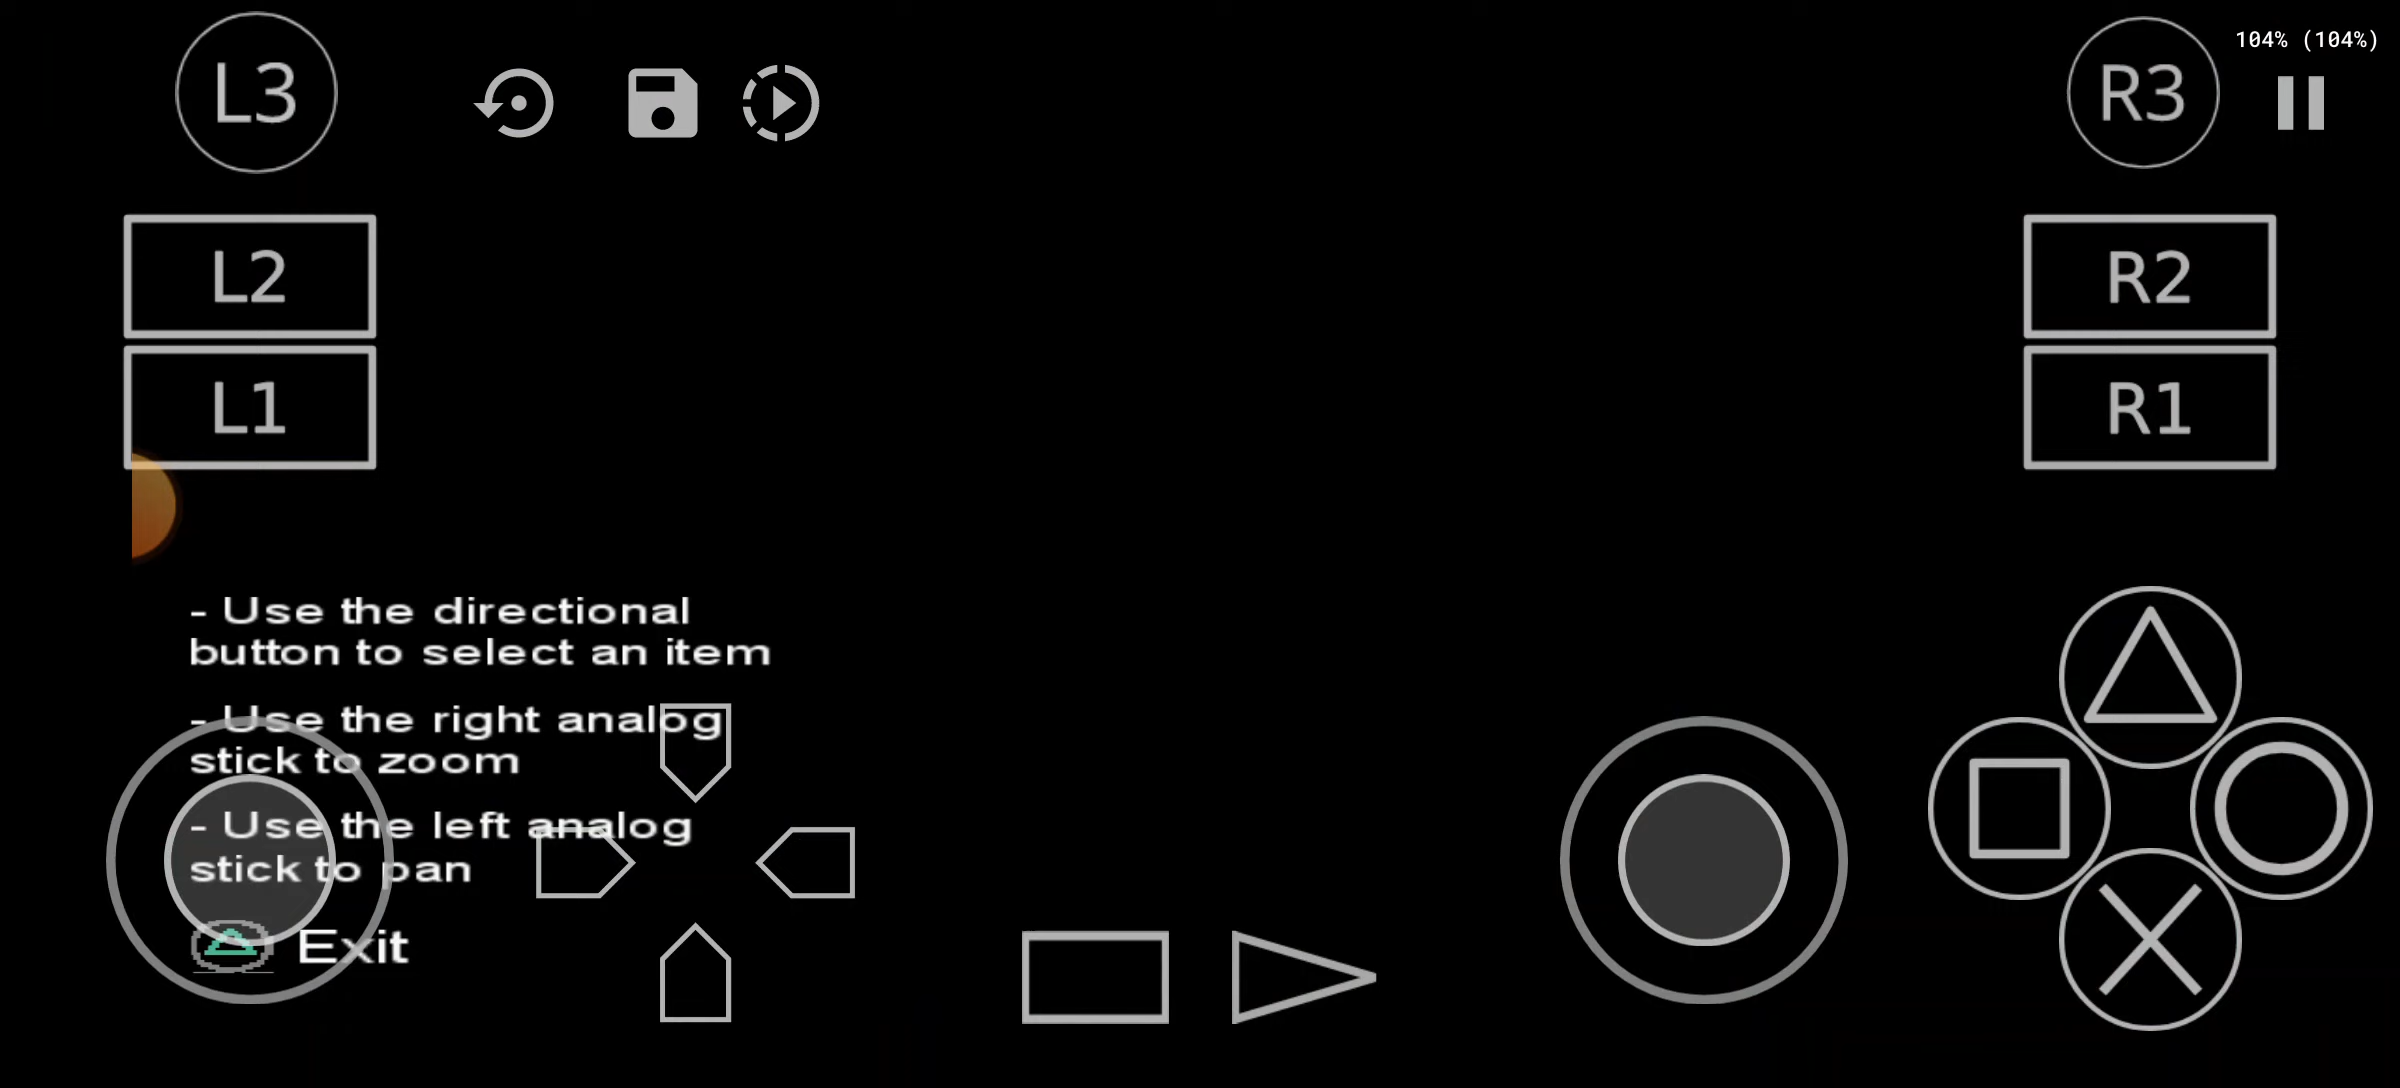 L3
R3
104% (104%)
L2
R2
L1
R1
- Use the directional
button to select an item
- Use the right analog
stick to zoom
- Use the left analog
stick to pan
Exit